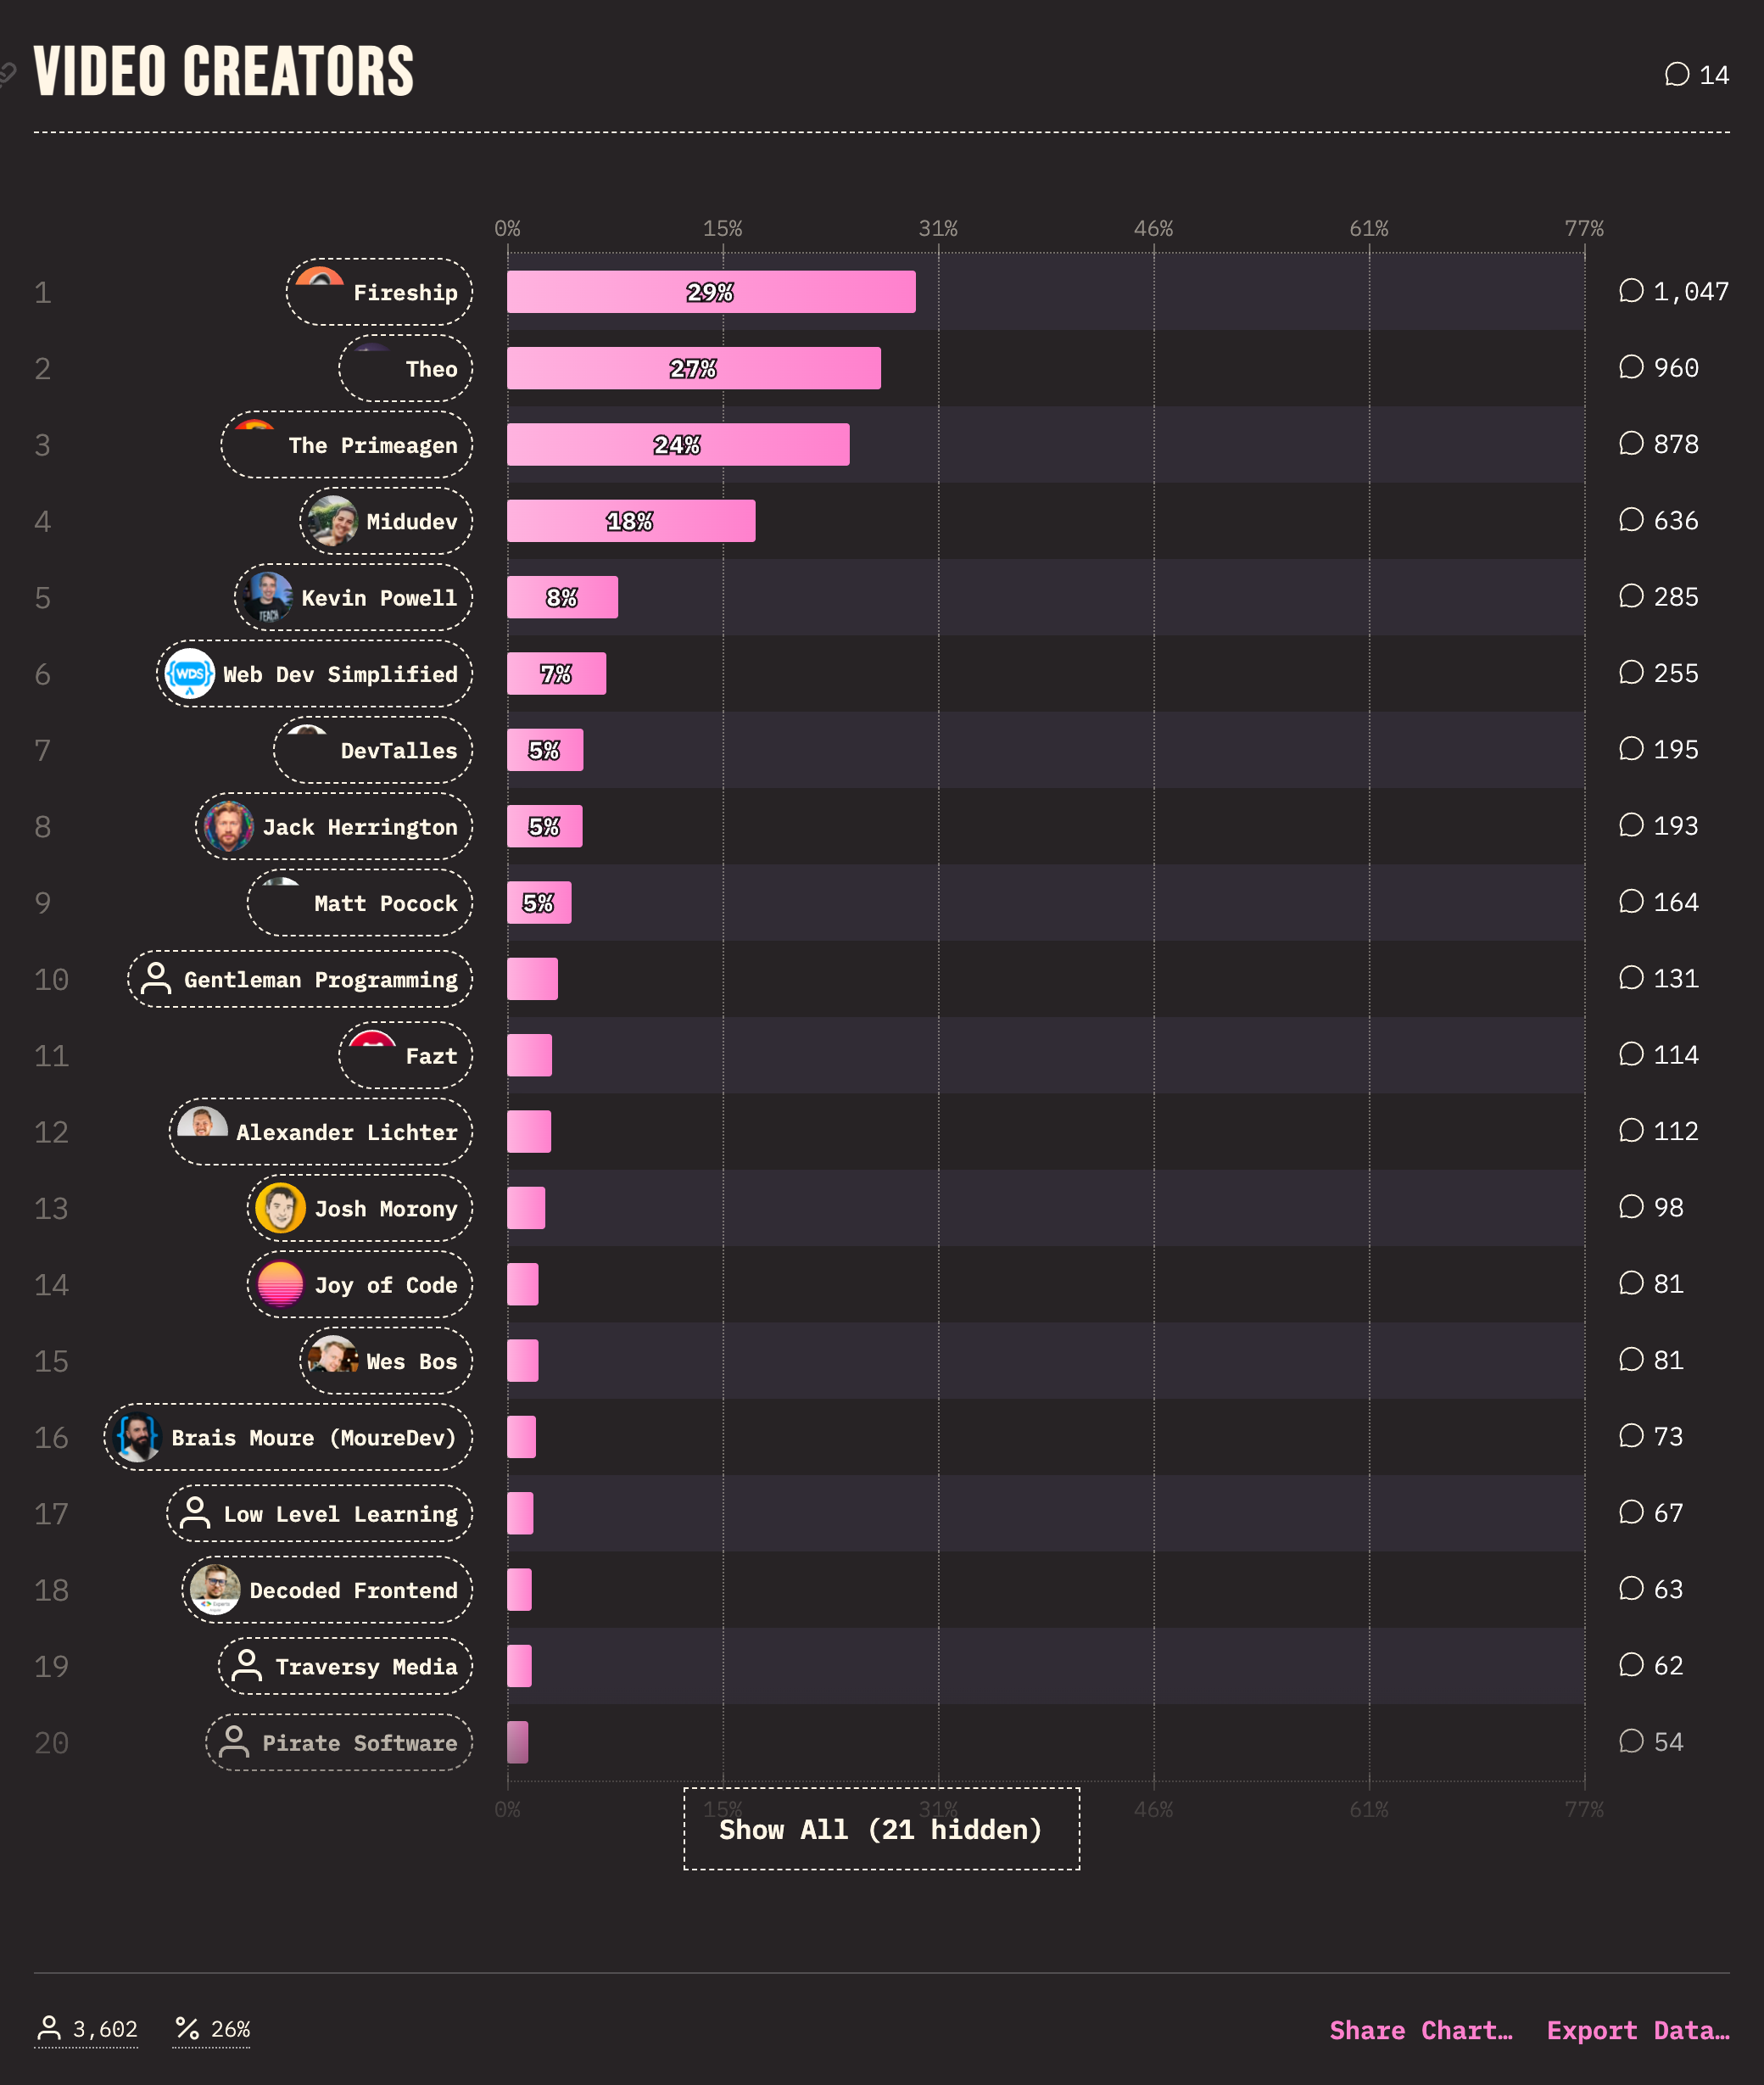 VIDEO CREATORS
14
0% 15% 31% 46% 61% 77%
1 Fireship 29% 1,047
2 Theo 27% 960
3 The Primeagen 24% 878
4 Midudev 18% 636
5 TEACH Kevin Powell 8% 285
6 {WDS} Web Dev Simplified 7% 255
7 DevTalles 5% 195
8 Jack Herrington 5% 193
9 Matt Pocock 5% 164
10 Gentleman Programming 131
11 Fazt 114
12 Alexander Lichter 112
13 Josh Morony 98
14 Joy of Code 81
15 Wes Bos 81
16 Brais Moure (MoureDev) 73
17 Low Level Learning 67
18 Decoded Frontend 63
19 Traversy Media 62
20 Pirate Software 54
0% 15% 31% 46% 61% 77%
Show All (21 hidden)
3,602 26% Share Chart… Export Data…